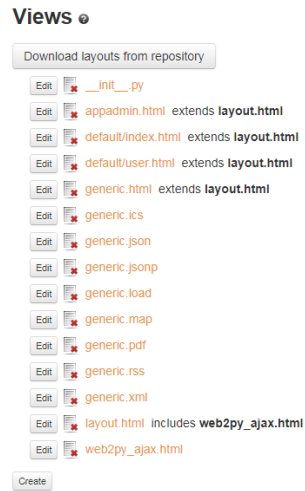 Views
Download layouts from repository
Edit __init__.py
Edit appadmin.html extends layout.html
Edit default/index.html extends layout.html
Edit default/user.html extends layout.html
Edit generic.html extends layout.html
Edit generic.ics
Edit generic.json
Edit generic.jsonp
Edit generic.load
Edit generic.map
Edit generic.pdf
Edit generic.rss
Edit generic.xml
Edit layout.html includes web2py_ajax.html
Edit web2py_ajax.html
Create